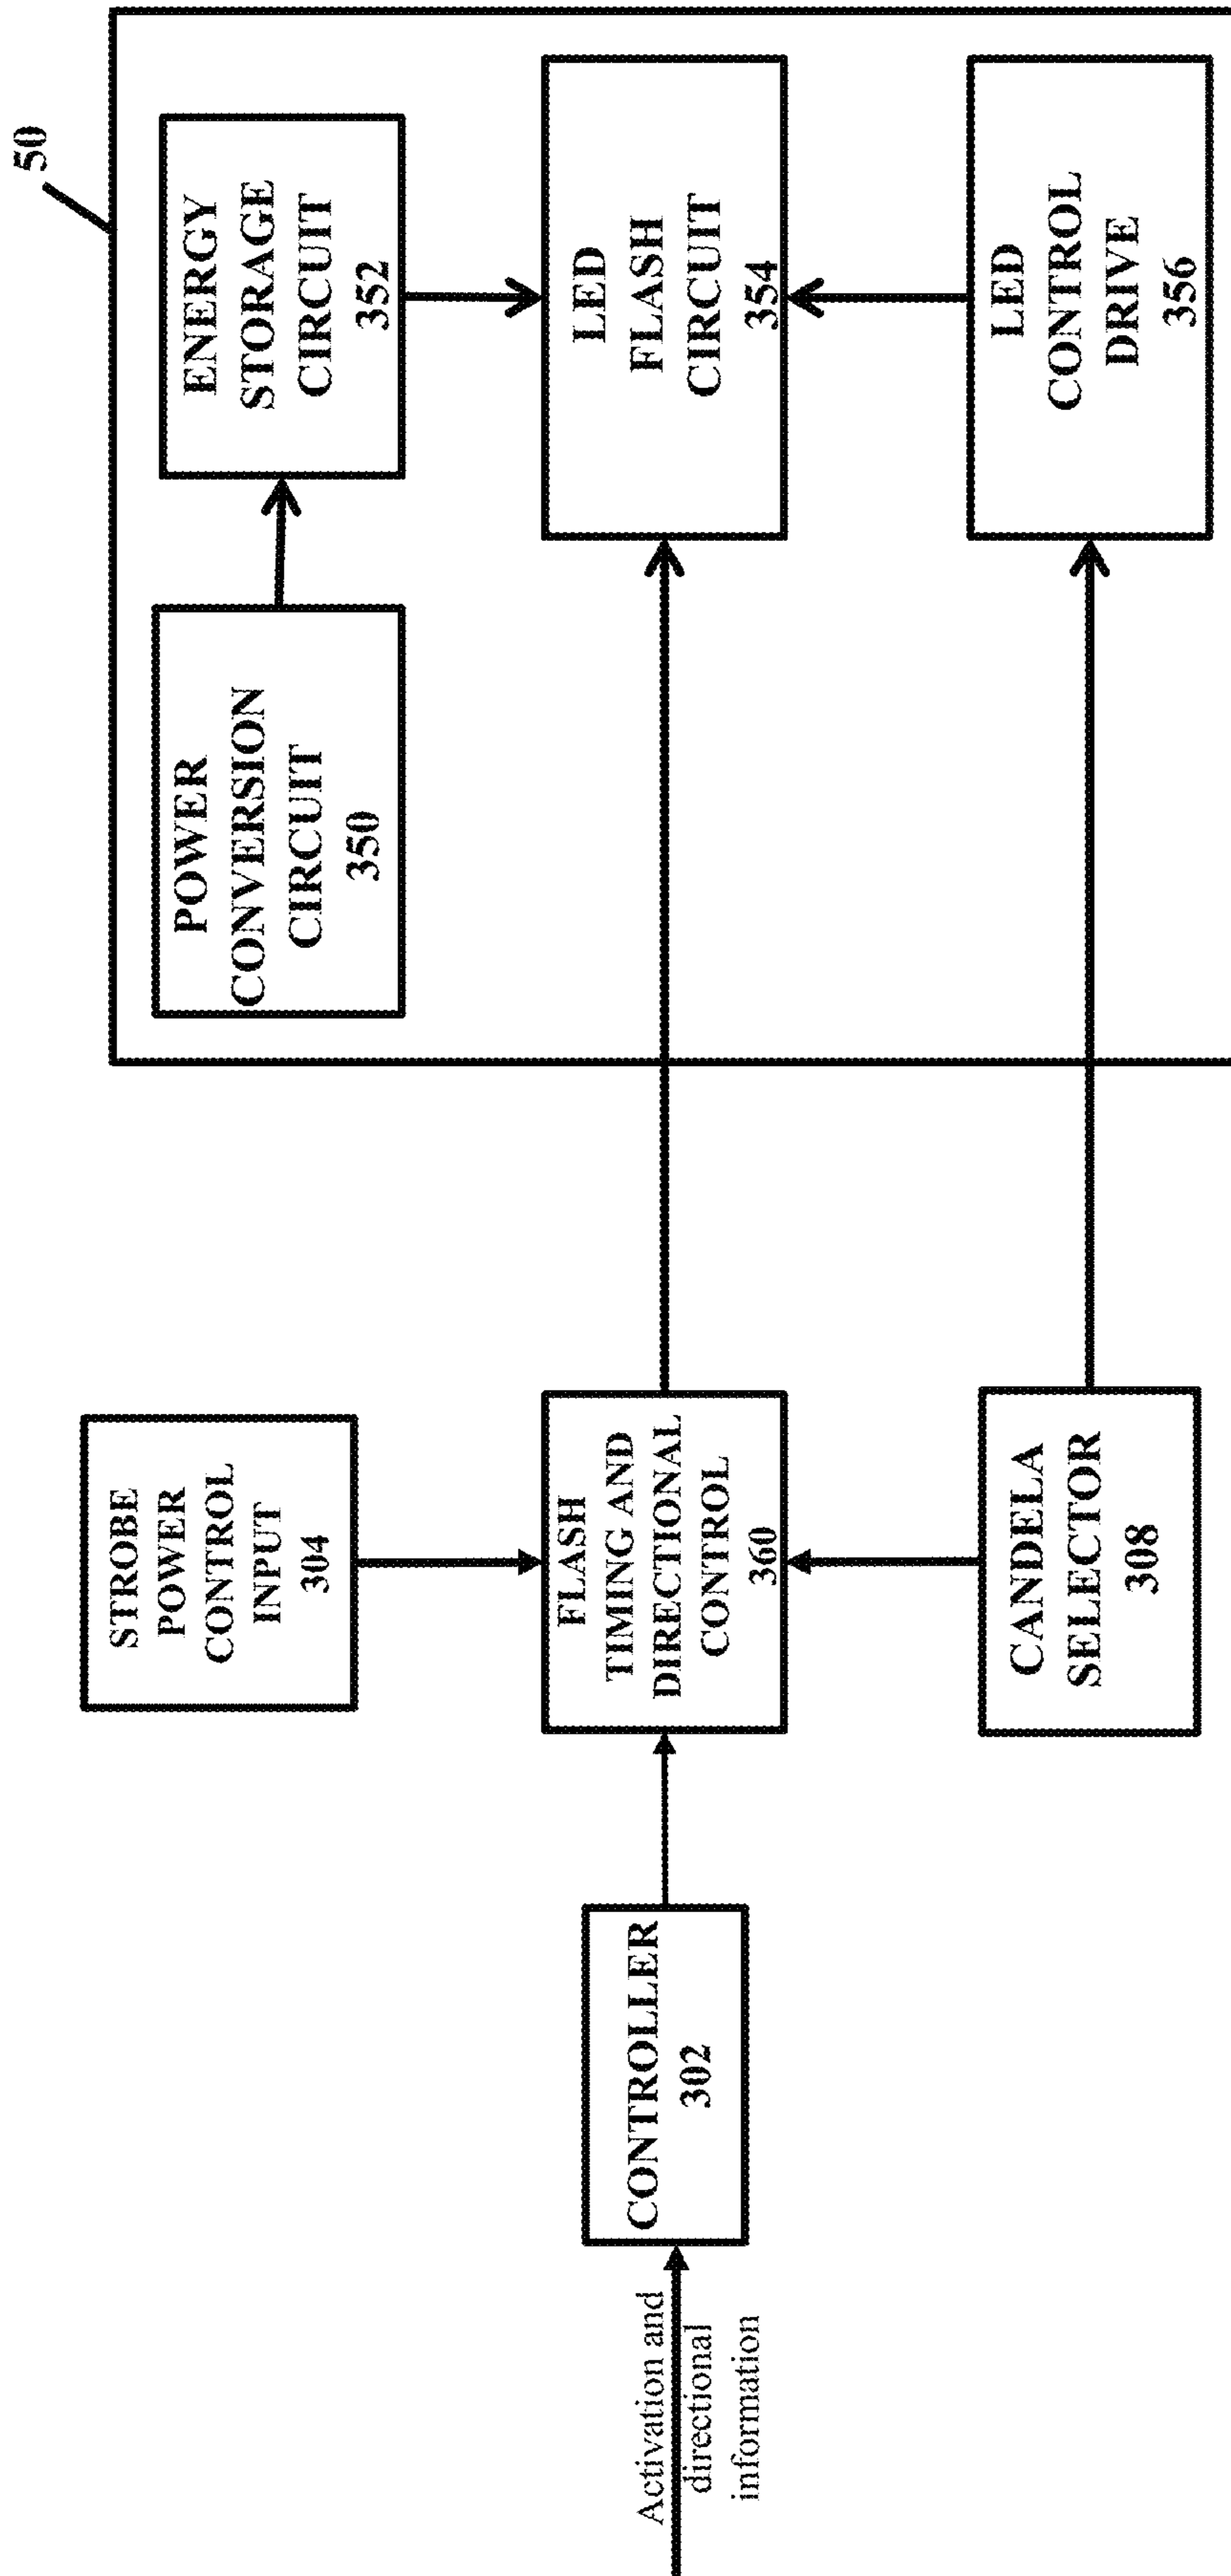 50
POWER
CONVERSION
CIRCUIT
350
ENERGY
STORAGE
CIRCUIT
352
STROBE
POWER
CONTROL
INPUT
304
Activation and
directional
information
CONTROLLER
302
FLASH
TIMING AND
DIRECTIONAL
CONTROL
360
LED
FLASH
CIRCUIT
354
CANDELA
SELECTOR
308
LED
CONTROL
DRIVE
356